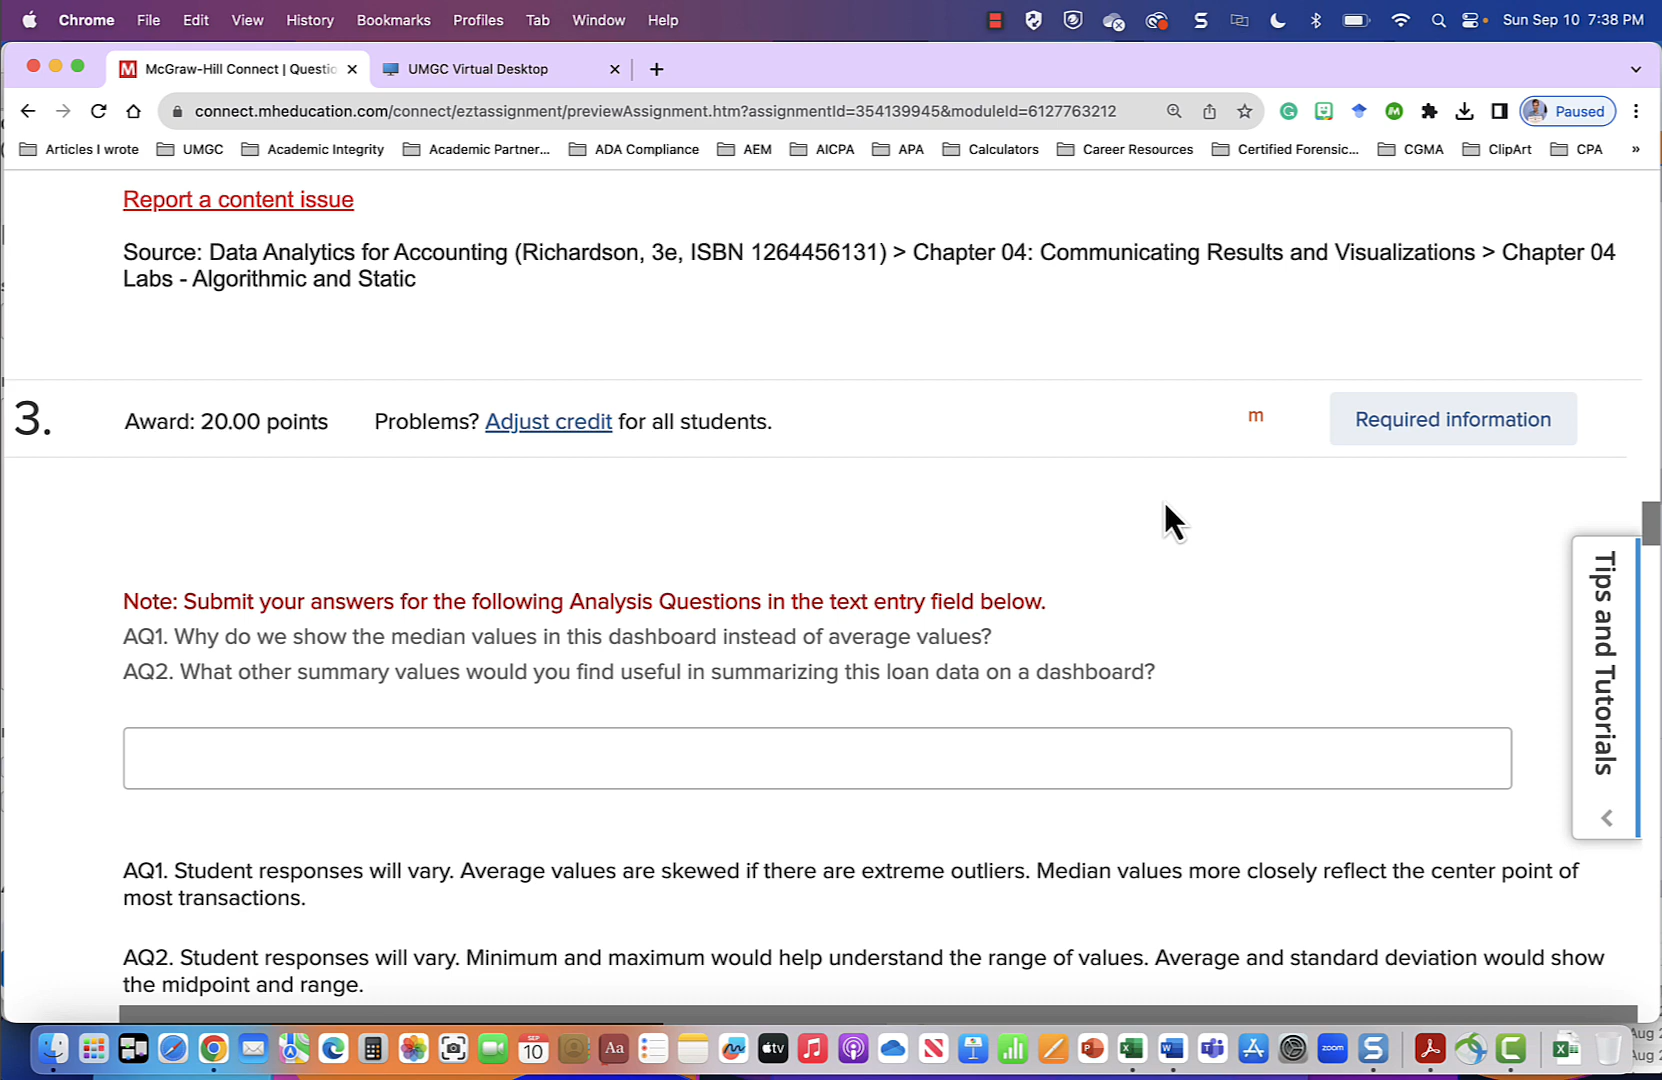 Chrome File Edit View History Bookmarks Profiles Tab Window Help Sun Sep 10 7:38 PM
McGraw-Hill Connect | Questio UMGC Virtual Desktop
connect.mheducation.com/connect/eztassignment/previewAssignment.htm?assignmentId=354139945&moduleId=6127763212 Paused
Articles I wrote UMGC Academic Integrity Academic Partner... ADA Compliance AEM AICPA APA Calculators Career Resources Certified Forensic... CGMA ClipArt CPA »
Report a content issue
Source: Data Analytics for Accounting (Richardson, 3e, ISBN 1264456131) > Chapter 04: Communicating Results and Visualizations > Chapter 04
Labs - Algorithmic and Static
3. Award: 20.00 points Problems? Adjust credit for all students. m Required information
Note: Submit your answers for the following Analysis Questions in the text entry field below.
AQ1. Why do we show the median values in this dashboard instead of average values?
AQ2. What other summary values would you find useful in summarizing this loan data on a dashboard?
Tips and Tutorials
AQ1. Student responses will vary. Average values are skewed if there are extreme outliers. Median values more closely reflect the center point of
most transactions.
AQ2. Student responses will vary. Minimum and maximum would help understand the range of values. Average and standard deviation would show
the midpoint and range.
SEP
10
Aa
tv
zoom
Aug 2
Aug 2